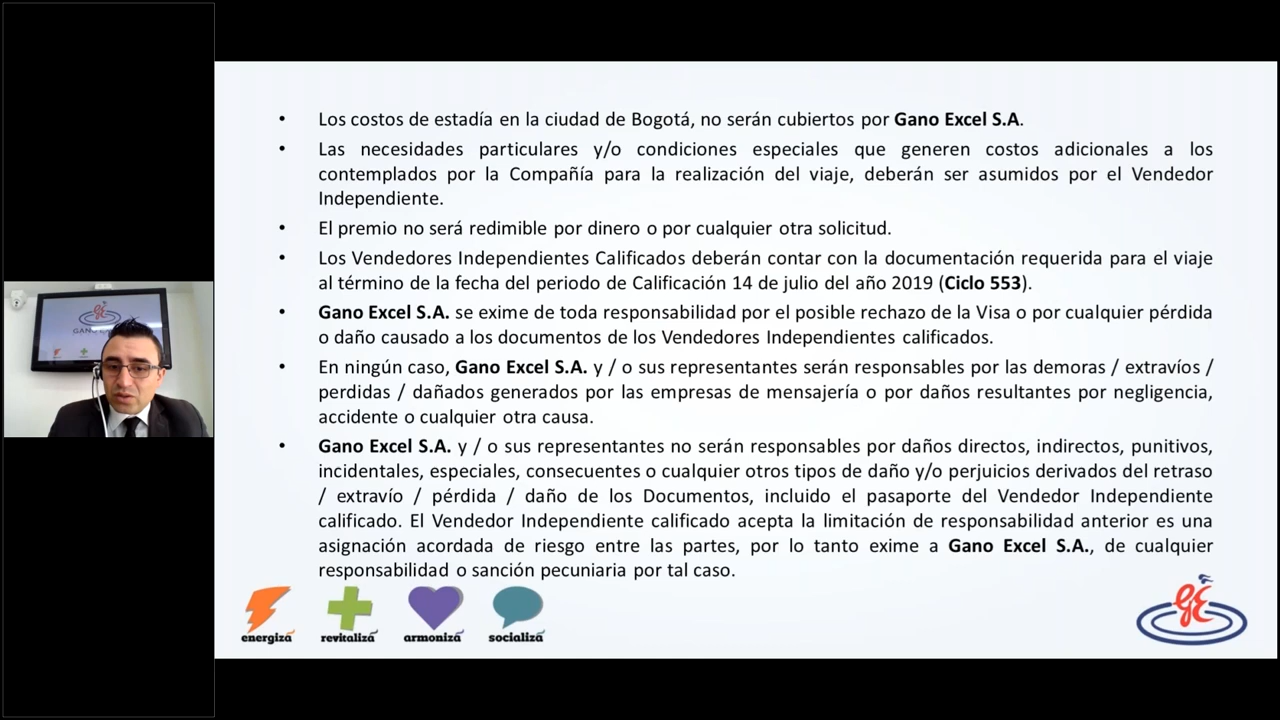 • Los costos de estadía en la ciudad de Bogotá, no serán cubiertos por Gano Excel S.A.
• Las necesidades particulares y/o condiciones especiales que generen costos adicionales a los
contemplados por la Compañía para la realización del viaje, deberán ser asumidos por el Vendedor
Independiente.
• El premio no será redimible por dinero o por cualquier otra solicitud.
• Los Vendedores Independientes Calificados deberán contar con la documentación requerida para el viaje
al término de la fecha del periodo de Calificación 14 de julio del año 2019 (Ciclo 553).
• Gano Excel S.A. se exime de toda responsabilidad por el posible rechazo de la Visa o por cualquier pérdida
o daño causado a los documentos de los Vendedores Independientes calificados.
• En ningún caso, Gano Excel S.A. y / o sus representantes serán responsables por las demoras / extravíos /
perdidas / dañados generados por las empresas de mensajería o por daños resultantes por negligencia,
accidente o cualquier otra causa.
• Gano Excel S.A. y / o sus representantes no serán responsables por daños directos, indirectos, punitivos,
incidentales, especiales, consecuentes o cualquier otros tipos de daño y/o perjuicios derivados del retraso
/ extravío / pérdida / daño de los Documentos, incluido el pasaporte del Vendedor Independiente
calificado. El Vendedor Independiente calificado acepta la limitación de responsabilidad anterior es una
asignación acordada de riesgo entre las partes, por lo tanto exime a Gano Excel S.A., de cualquier
responsabilidad o sanción pecuniaria por tal caso.
energizá revitalizá armonizá socializá
GE